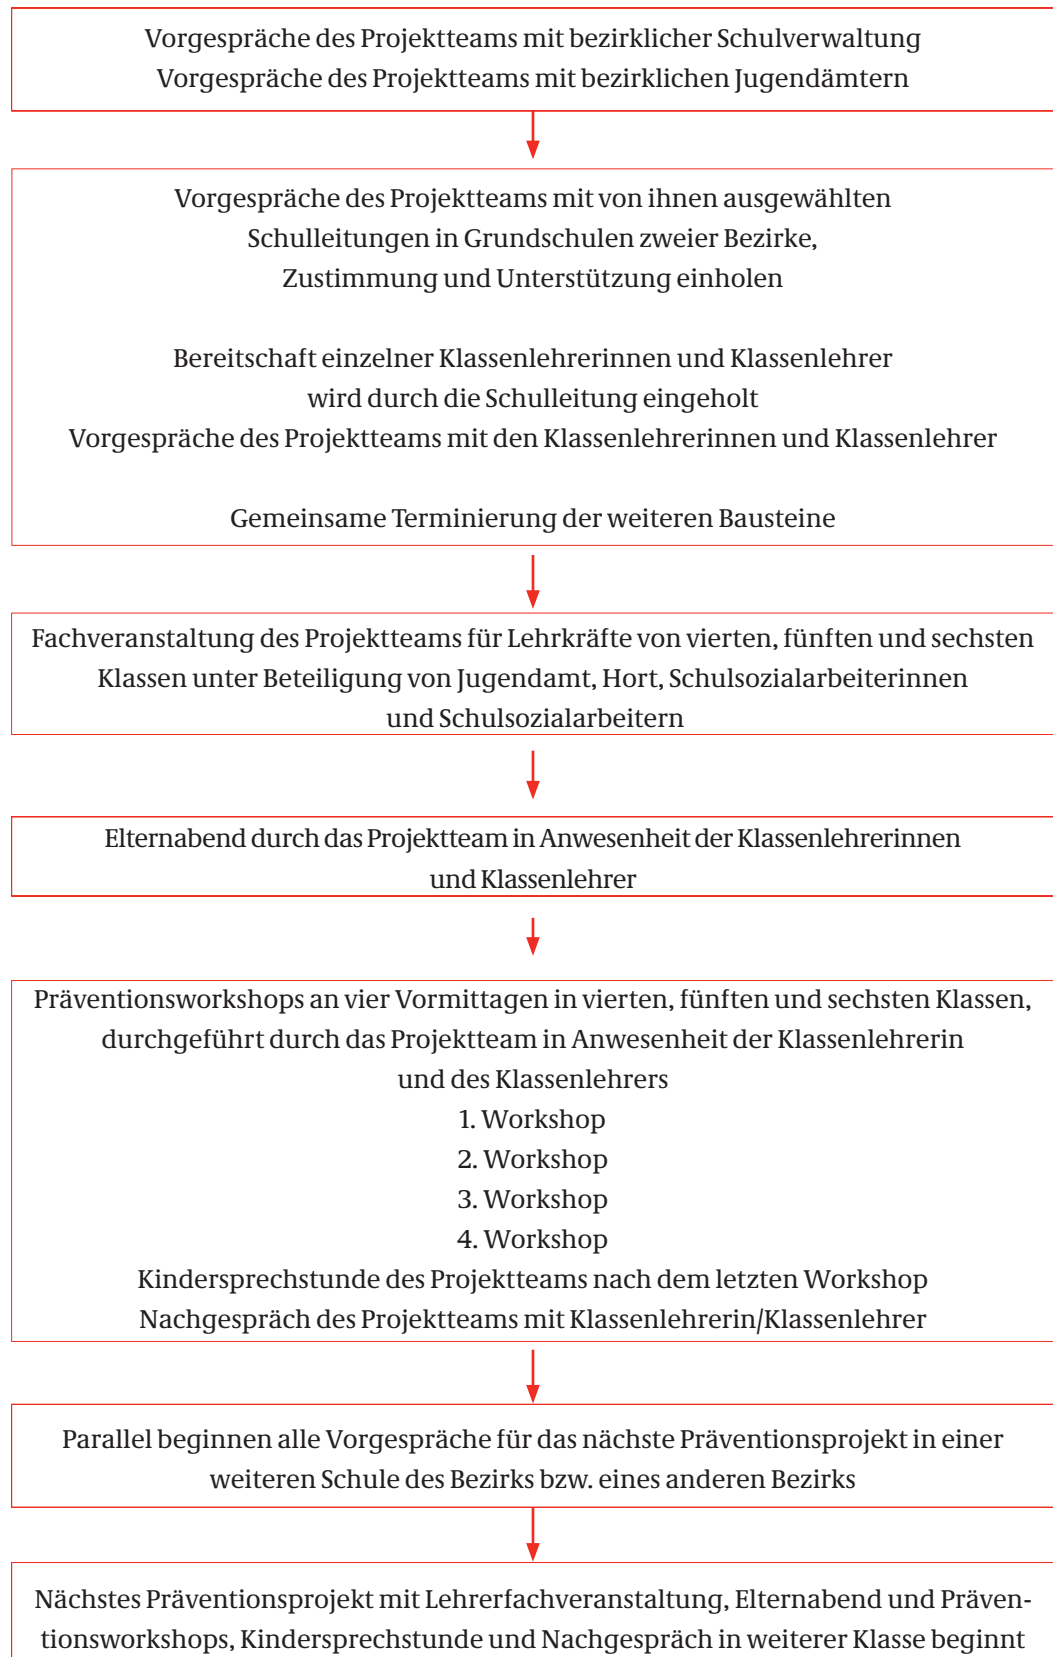 Vorgespräche des Projektteams mit bezirklicher Schulverwaltung
Vorgespräche des Projektteams mit bezirklichen Jugendämtern
Vorgespräche des Projektteams mit von ihnen ausgewählten
Schulleitungen in Grundschulen zweier Bezirke,
Zustimmung und Unterstützung einholen
Bereitschaft einzelner Klassenlehrerinnen und Klassenlehrer
wird durch die Schulleitung eingeholt
Vorgespräche des Projektteams mit den Klassenlehrerinnen und Klassenlehrer
Gemeinsame Terminierung der weiteren Bausteine
Fachveranstaltung des Projektteams für Lehrkräfte von vierten, fünften und sechsten
Klassen unter Beteiligung von Jugendamt, Hort, Schulsozialarbeiterinnen
und Schulsozialarbeitern
Elternabend durch das Projektteam in Anwesenheit der Klassenlehrerinnen
und Klassenlehrer
Präventionsworkshops an vier Vormittagen in vierten, fünften und sechsten Klassen,
durchgeführt durch das Projektteam in Anwesenheit der Klassenlehrerin
und des Klassenlehrers
1. Workshop
2. Workshop
3. Workshop
4. Workshop
Kindersprechstunde des Projektteams nach dem letzten Workshop
Nachgespräch des Projektteams mit Klassenlehrerin/Klassenlehrer
Parallel beginnen alle Vorgespräche für das nächste Präventionsprojekt in einer
weiteren Schule des Bezirks bzw. eines anderen Bezirks
Nächstes Präventionsprojekt mit Lehrerfachveranstaltung, Elternabend und Präven-
tionsworkshops, Kindersprechstunde und Nachgespräch in weiterer Klasse beginnt